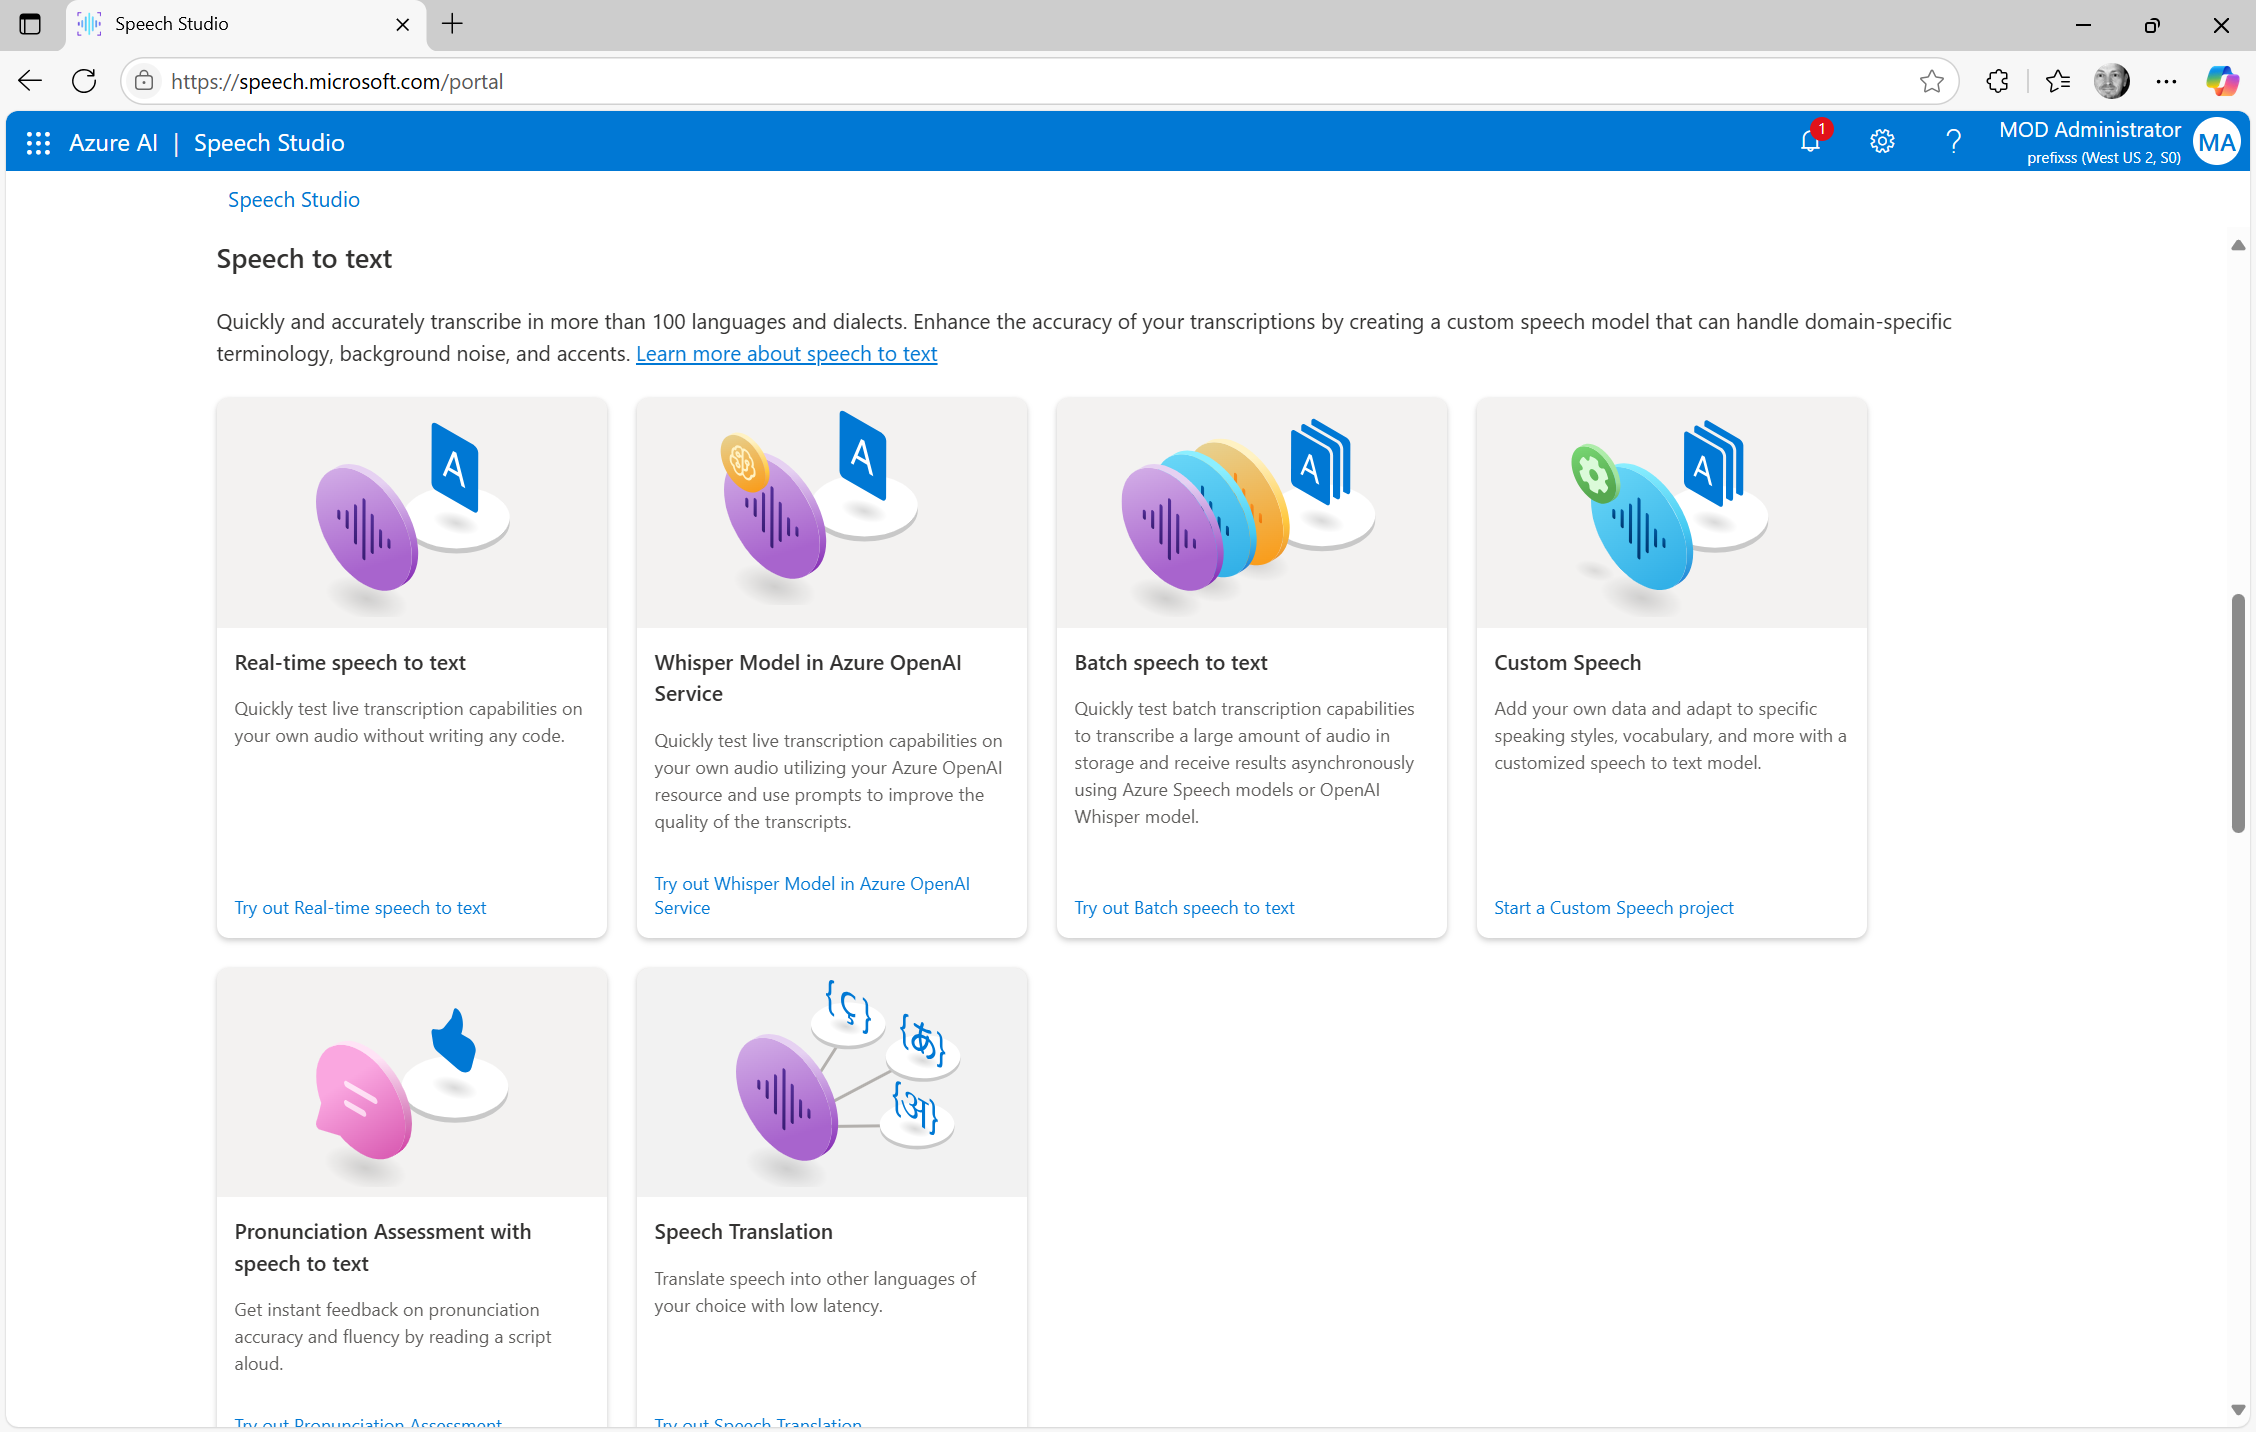 Speech Studio
https://speech.microsoft.com/portal
Azure AI | Speech Studio
1
?
MOD Administrator
prefixss (West US 2, S0)
MA
Speech Studio
Speech to text
Quickly and accurately transcribe in more than 100 languages and dialects. Enhance the accuracy of your transcriptions by creating a custom speech model that can handle domain-specific
terminology, background noise, and accents. Learn more about speech to text
A
Real-time speech to text
Quickly test live transcription capabilities on
your own audio without writing any code.
Try out Real-time speech to text
A
Whisper Model in Azure OpenAI
Service
Quickly test live transcription capabilities on
your own audio utilizing your Azure OpenAI
resource and use prompts to improve the
quality of the transcripts.
Try out Whisper Model in Azure OpenAI
Service
A
Batch speech to text
Quickly test batch transcription capabilities
to transcribe a large amount of audio in
storage and receive results asynchronously
using Azure Speech models or OpenAI
Whisper model.
Try out Batch speech to text
A
Custom Speech
Add your own data and adapt to specific
speaking styles, vocabulary, and more with a
customized speech to text model.
Start a Custom Speech project
Pronunciation Assessment with
speech to text
Get instant feedback on pronunciation
accuracy and fluency by reading a script
aloud.
Try out Pronunciation Assessment
{ç}
{あ}
{अ}
Speech Translation
Translate speech into other languages of
your choice with low latency.
Try out Speech Translation